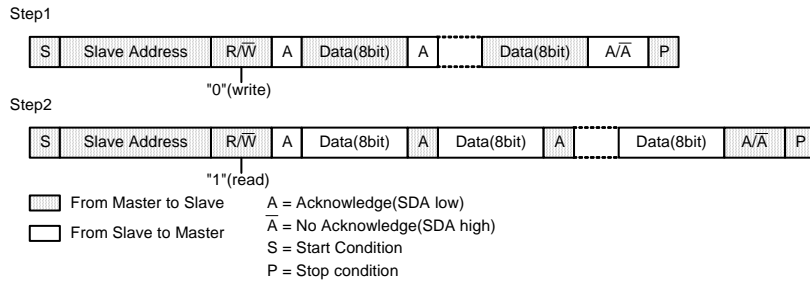 Step1
S Slave Address R/W̅ A Data(8bit) A Data(8bit) A/A̅ P
"0"(write)
Step2
S Slave Address R/W̅ A Data(8bit) A Data(8bit) A Data(8bit) A/A̅ P
"1"(read)
From Master to Slave A = Acknowledge(SDA low)
A̅ = No Acknowledge(SDA high)
From Slave to Master
S = Start Condition
P = Stop condition